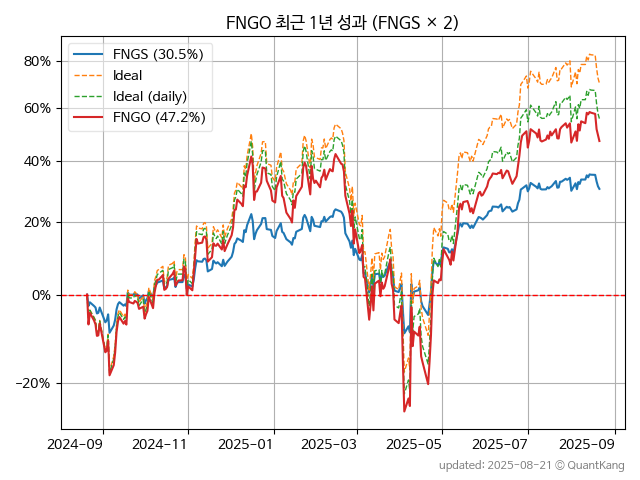 FNGO 최근 1년 성과 (FNGS × 2)
FNGS (30.5%)
Ideal
Ideal (daily)
FNGO (47.2%)
80%
60%
40%
20%
0%
−20%
2024−09
2024−11
2025−01
2025−03
2025−05
2025−07
2025−09
updated: 2025-08-21 © QuantKang